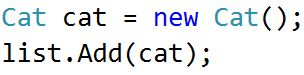 Cat cat = new Cat();
list.Add(cat);